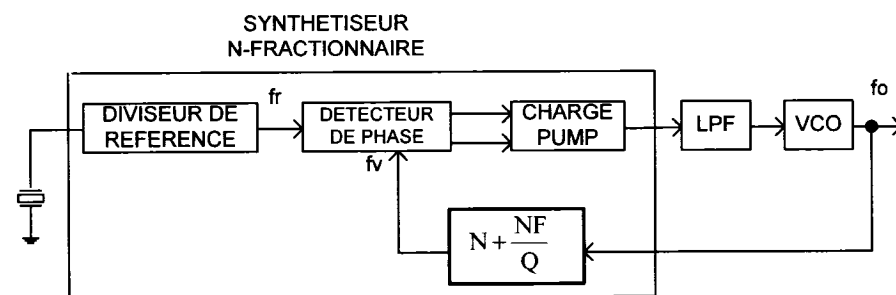 SYNTHETISEUR
N-FRACTIONNAIRE
DIVISEUR DE
REFERENCE
fr
DETECTEUR
DE PHASE
CHARGE
PUMP
LPF
VCO
fo
fv
N + NF/Q